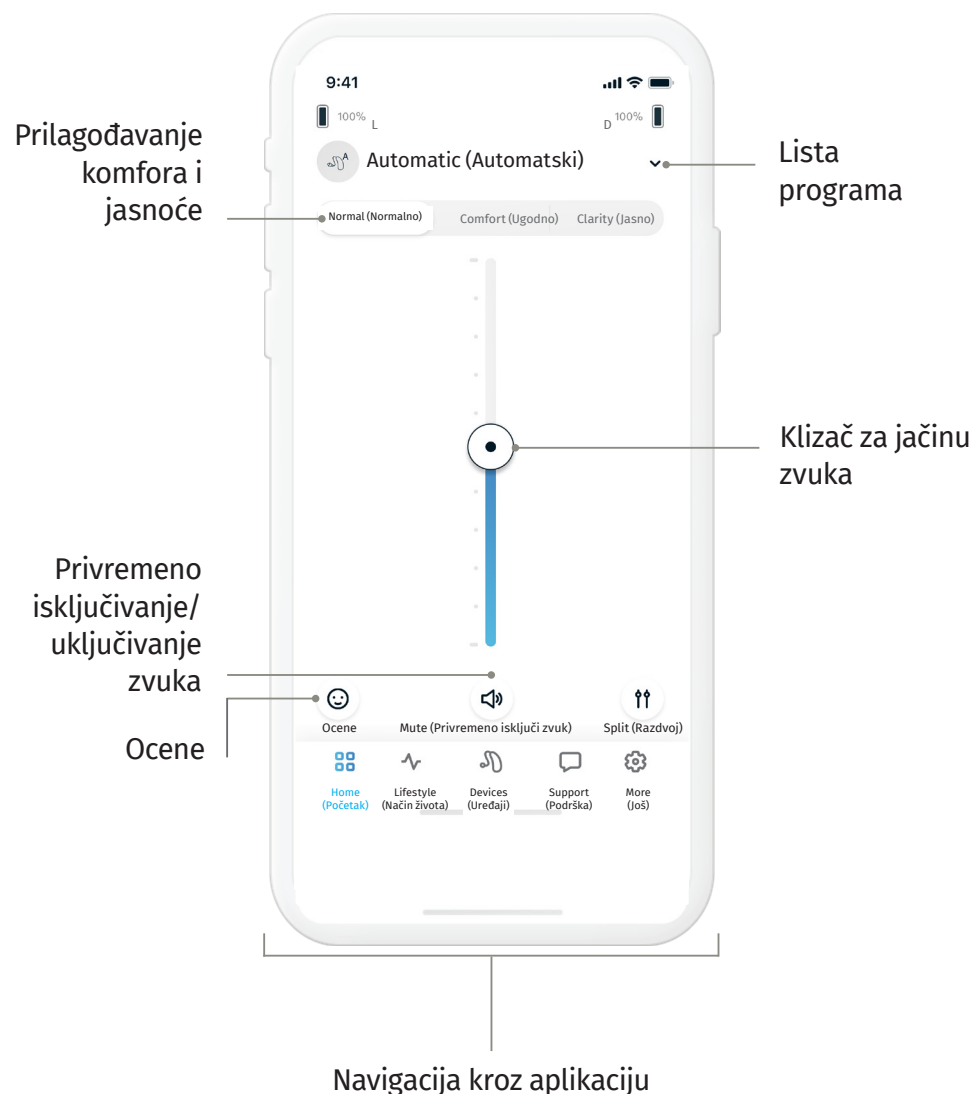 9:41
100% L
D 100%
Automatic (Automatski)
Prilagođavanje
komfora i
jasnoće
Lista
programa
Normal (Normalno) Comfort (Ugodno) Clarity (Jasno)
Klizač za jačinu
zvuka
Privremeno
isključivanje/
uključivanje
zvuka
Ocene
Ocene Mute (Privremeno isključi zvuk) Split (Razdvoj)
Home Lifestyle Devices Support More
(Početak) (Način života) (Uređaji) (Podrška) (Još)
Navigacija kroz aplikaciju